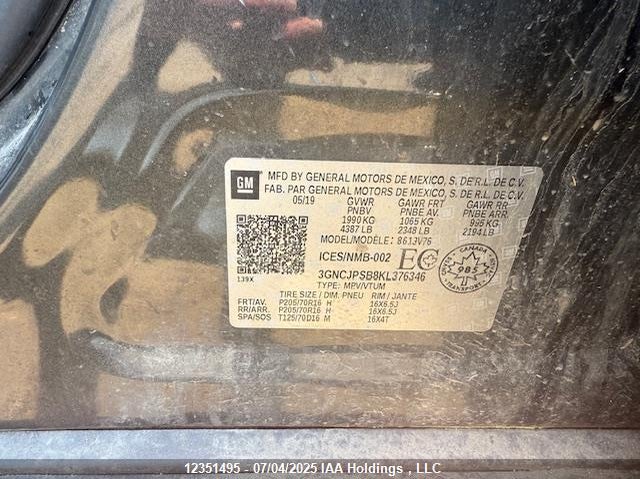 GM
MFD BY GENERAL MOTORS DE MEXICO, S. DE R.L. DE C.V.
FAB. PAR GENERAL MOTORS DE MEXICO, S. DE R.L. DE C.V.
05/19 GVWR GAWR FRT GAWR RR
PNBV PNBE AV. PNBE ARR.
1990 KG 1065 KG 995 KG
4387 LB 2348 LB 2194 LB
MODEL/MODÈLE: 8613V76
ICES/NMB-002 EC
CANADA
985
3GNCJPSB8KL376346
139X
TYPE: MPV/VTUM
TIRE SIZE / DIM. PNEU RIM / JANTE
FRT/AV. P205/70R16 H 16X6.5J
RR/ARR. P205/70R16 H 16X6.5J
SPA/SOS T125/70D16 M 16X4T
12351495 - 07/04/2025 IAA Holdings , LLC